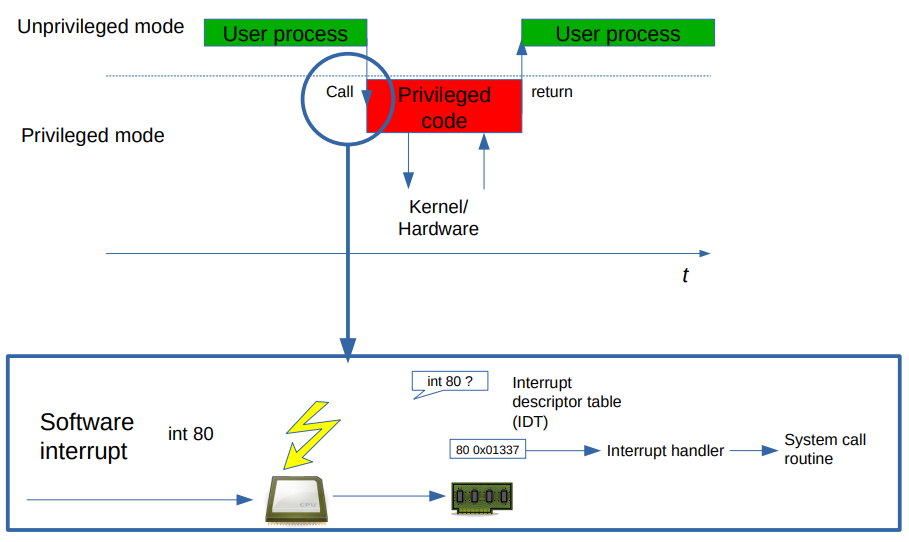 Unprivileged mode
User process
User process
Call
Privileged
code
return
Privileged mode
Kernel/
Hardware
t
int 80 ?
Interrupt
descriptor table
(IDT)
Software
interrupt
int 80
80 0x01337
Interrupt handler
System call
routine
CPU